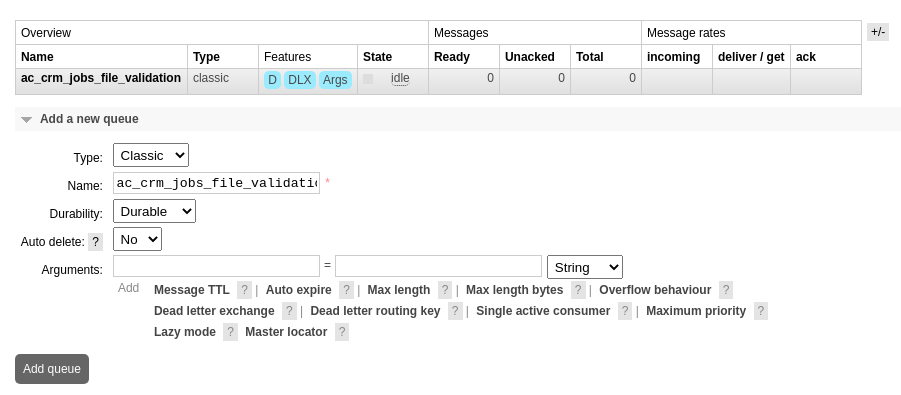 Overview Messages Message rates +/-
Name Type Features State Ready Unacked Total incoming deliver / get ack
ac_crm_jobs_file_validation classic D DLX Args idle 0 0 0
Add a new queue
Type: Classic
Name: ac_crm_jobs_file_validatio *
Durability: Durable
Auto delete: ? No
Arguments: = String
Add Message TTL ? | Auto expire ? | Max length ? | Max length bytes ? | Overflow behaviour ?
Dead letter exchange ? | Dead letter routing key ? | Single active consumer ? | Maximum priority ?
Lazy mode ? Master locator ?
Add queue